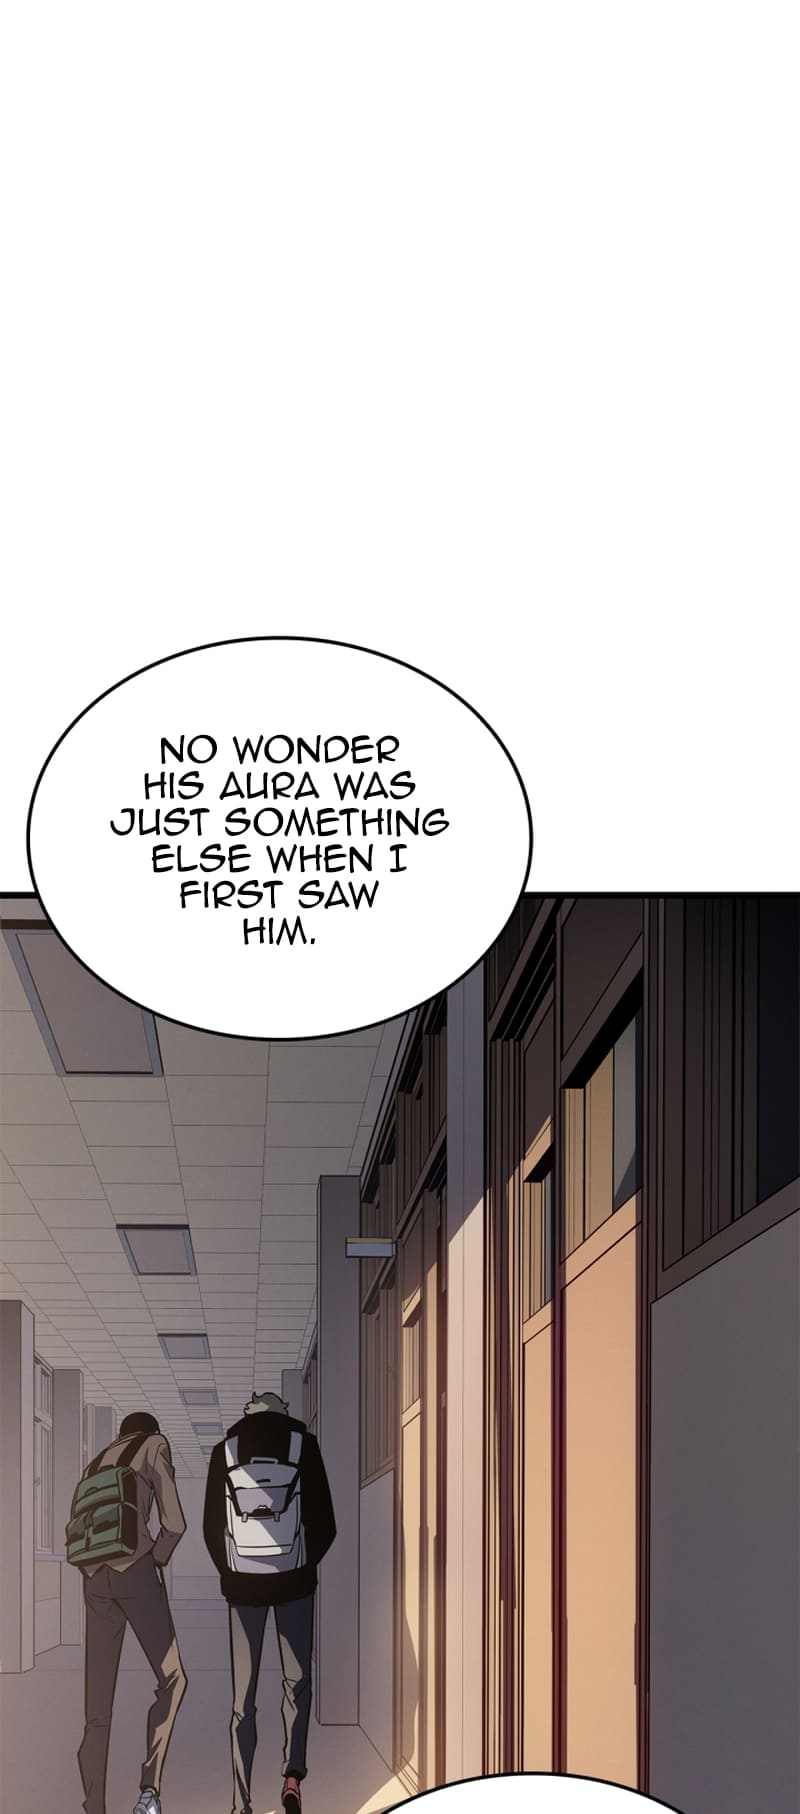 NO WONDER
HIS AURA WAS
JUST SOMETHING
ELSE WHEN I
FIRST SAW
HIM.